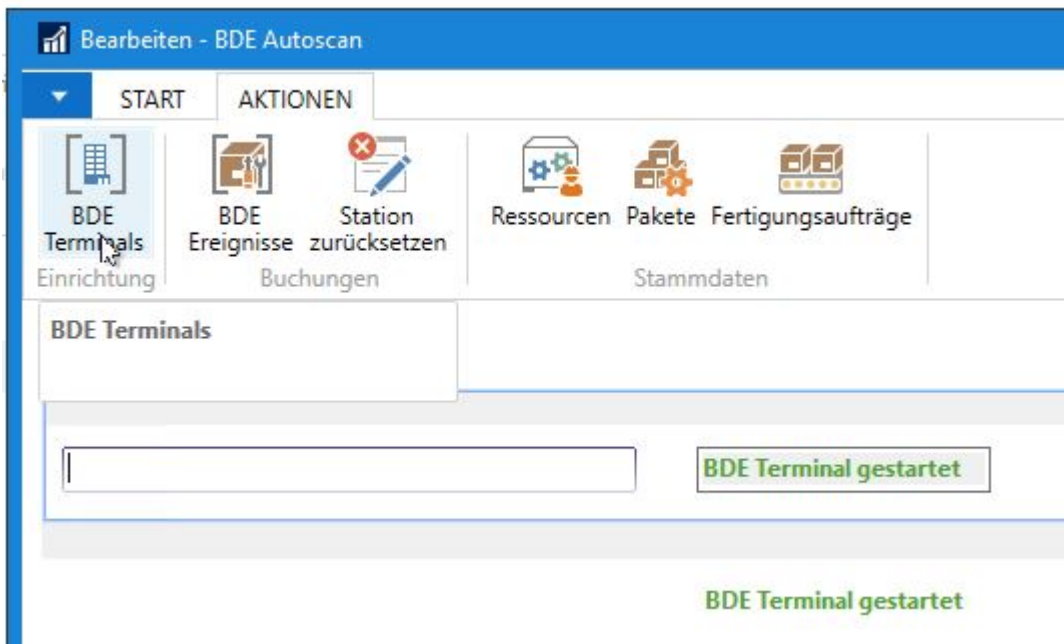 Bearbeiten - BDE Autoscan
START AKTIONEN
BDE Terminals
BDE Ereignisse
Station zurücksetzen
Ressourcen
Pakete
Fertigungsaufträge
Einrichtung
Buchungen
Stammdaten
BDE Terminals
BDE Terminal gestartet
BDE Terminal gestartet